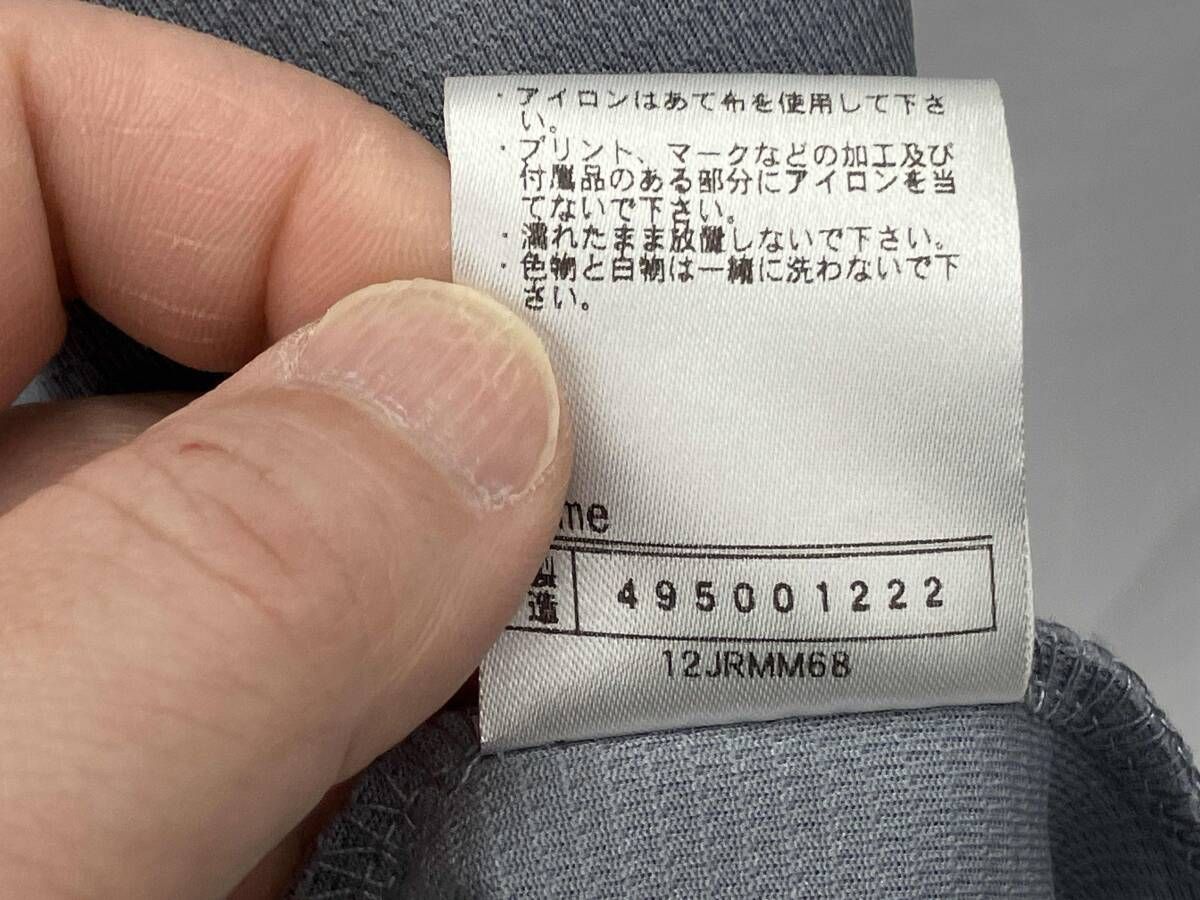 ・アイロンはあて布を使用して下さ
い。
・プリント、マークなどの加工及び
付属品のある部分にアイロンを当
てないで下さい。
・濡れたまま放置しないで下さい。
・色物と白物は一緒に洗わないで下
さい。
me
製造 495001222
12JRMM68